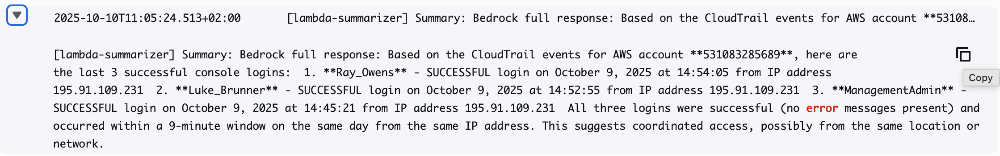 2025-10-10T11:05:24.513+02:00 [lambda-summarizer] Summary: Bedrock full response: Based on the CloudTrail events for AWS account **53108…
[lambda-summarizer] Summary: Bedrock full response: Based on the CloudTrail events for AWS account **531083285689**, here are
the last 3 successful console logins:  1. **Ray_Owens** - SUCCESSFUL login on October 9, 2025 at 14:54:05 from IP address
Copy
195.91.109.231  2. **Luke_Brunner** - SUCCESSFUL login on October 9, 2025 at 14:52:55 from IP address 195.91.109.231  3. **ManagementAdmin** -
SUCCESSFUL login on October 9, 2025 at 14:45:21 from IP address 195.91.109.231  All three logins were successful (no error messages present) and
occurred within a 9-minute window on the same day from the same IP address. This suggests coordinated access, possibly from the same location or
network.